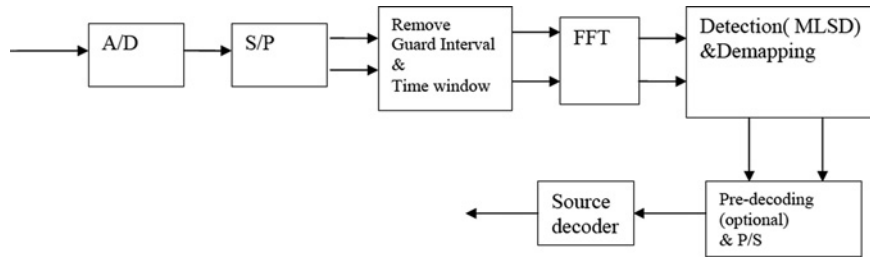 A/D
S/P
Remove
Guard Interval
&
Time window
FFT
Detection( MLSD)
&Demapping
Source
decoder
Pre-decoding
(optional)
& P/S